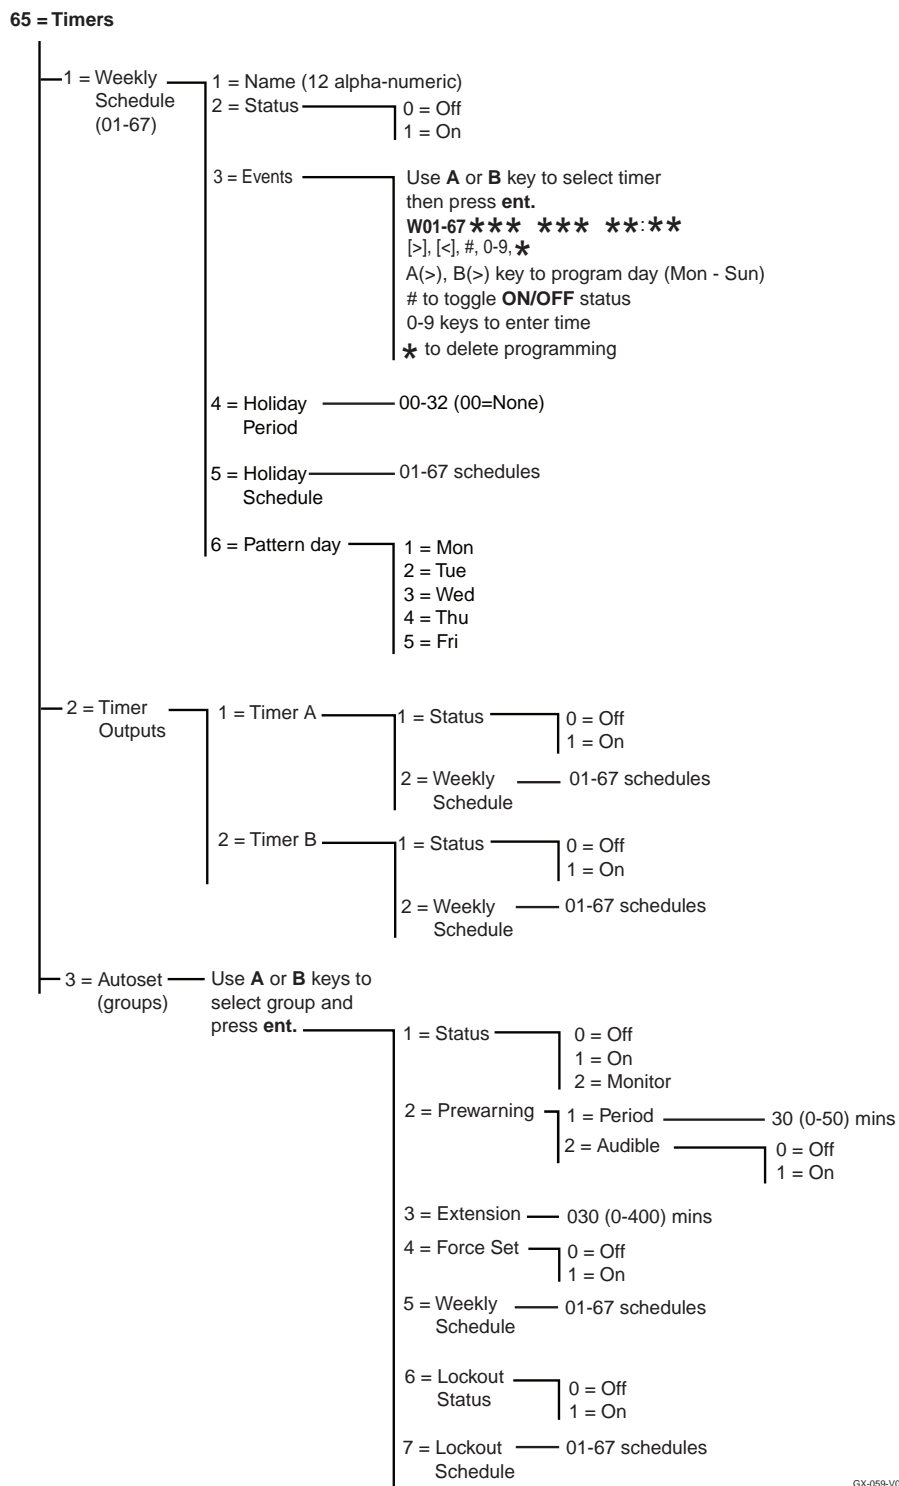 65 = Timers
1 = Weekly
Schedule
(01-67)
1 = Name (12 alpha-numeric)
2 = Status
0 = Off
1 = On
3 = Events
Use A or B key to select timer
then press ent.
W01-67 *** *** **:**
[>], [<], #, 0-9, *
A(>), B(>) key to program day (Mon - Sun)
# to toggle ON/OFF status
0-9 keys to enter time
* to delete programming
4 = Holiday
Period
00-32 (00=None)
5 = Holiday
Schedule
01-67 schedules
6 = Pattern day
1 = Mon
2 = Tue
3 = Wed
4 = Thu
5 = Fri
2 = Timer
Outputs
1 = Timer A
1 = Status
0 = Off
1 = On
2 = Weekly
Schedule
01-67 schedules
2 = Timer B
1 = Status
0 = Off
1 = On
2 = Weekly
Schedule
01-67 schedules
3 = Autoset
(groups)
Use A or B keys to
select group and
press ent.
1 = Status
0 = Off
1 = On
2 = Monitor
2 = Prewarning
1 = Period
30 (0-50) mins
2 = Audible
0 = Off
1 = On
3 = Extension
030 (0-400) mins
4 = Force Set
0 = Off
1 = On
5 = Weekly
Schedule
01-67 schedules
6 = Lockout
Status
0 = Off
1 = On
7 = Lockout
Schedule
01-67 schedules
GX-059-V0